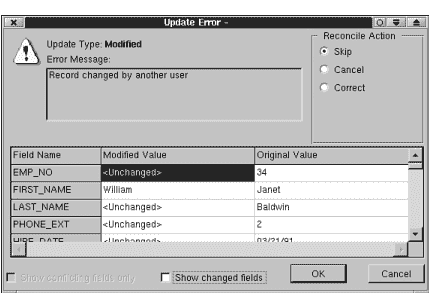 Update Error -
Update Type: Modified
Error Message:
Record changed by another user
Reconcile Action
Skip
Cancel
Correct
Field Name Modified Value Original Value
EMP_NO <Unchanged> 34
FIRST_NAME William Janet
LAST_NAME <Unchanged> Baldwin
PHONE_EXT <Unchanged> 2
HIRE_DATE <Unchanged> 03/21/91
Show conflicting fields only
Show changed fields
OK
Cancel